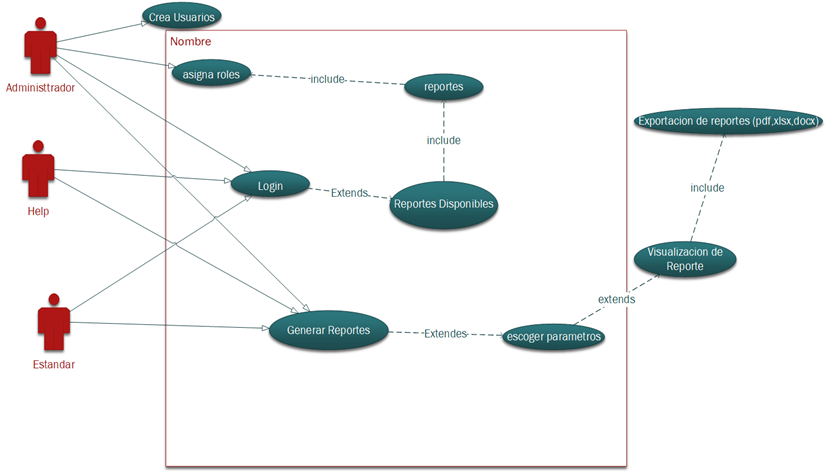 Crea Usuarios
Nombre
Administtrador
asigna roles
include
reportes
Exportacion de reportes (pdf,xlsx,docx)
include
Help
Login
Extends
Reportes Disponibles
include
Visualizacion de
Reporte
extends
Estandar
Generar Reportes
Extendes
escoger parametros